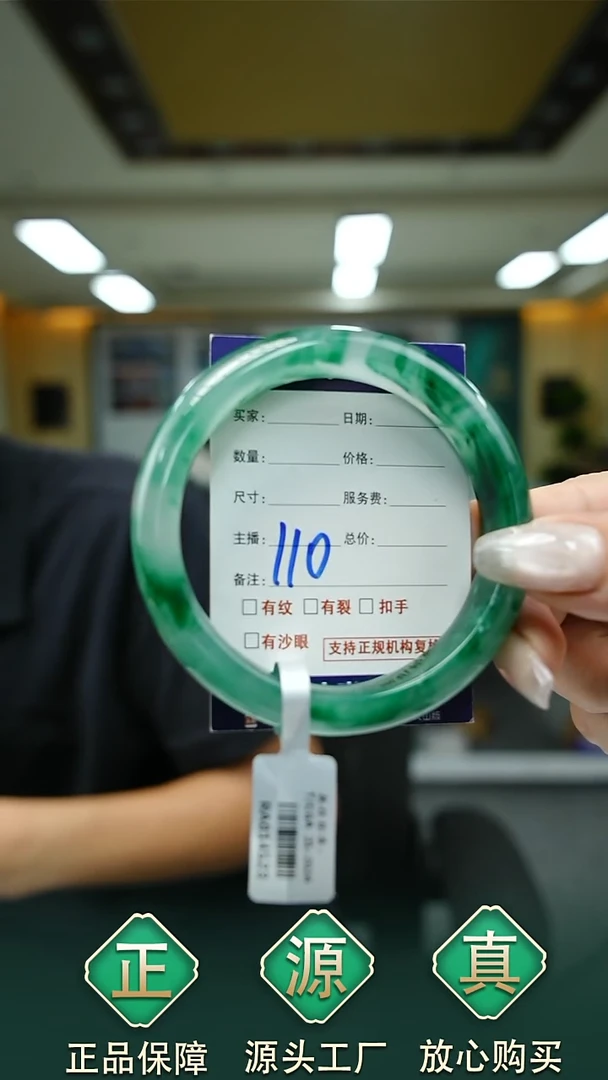 买家： 日期：
数量： 价格：
尺寸： 服务费：
主播： 总价：
110
备注：
□有纹 □有裂 □扣手
□有沙眼 支持正规机构复
正 源 真
正品保障 源头工厂 放心购买